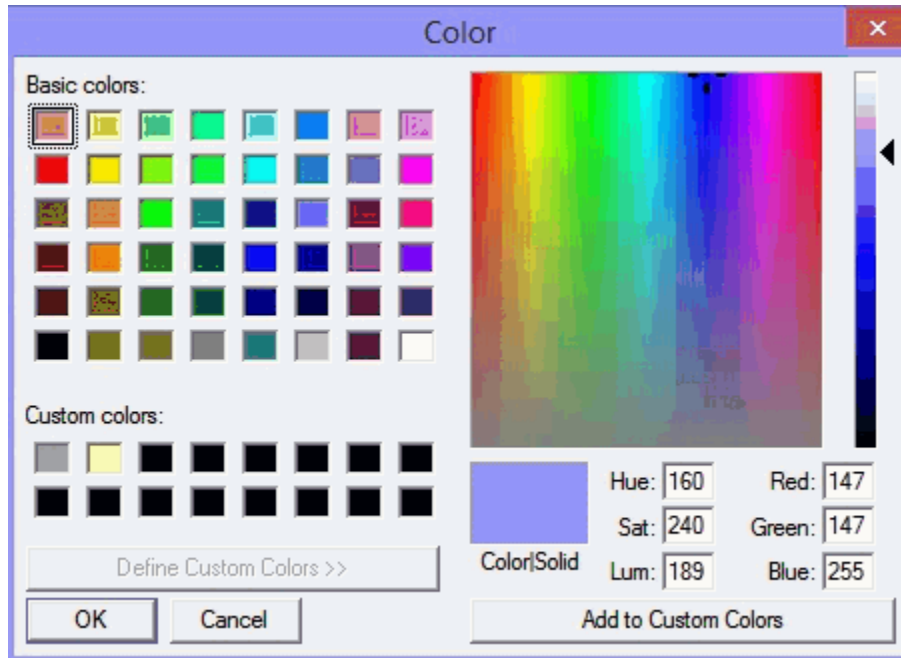 Color
Basic colors:
Custom colors:
Define Custom Colors >>
OK Cancel
Color|Solid
Hue: 160 Red: 147
Sat: 240 Green: 147
Lum: 189 Blue: 255
Add to Custom Colors